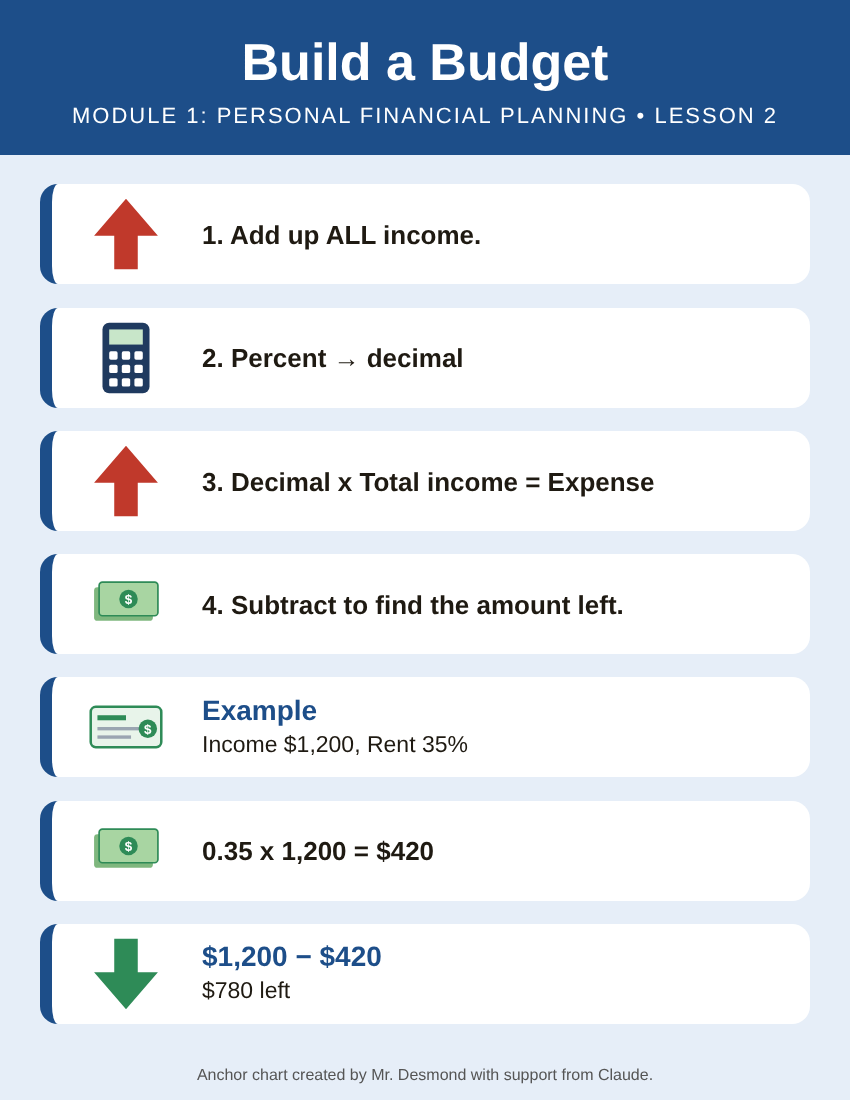 Build a Budget
MODULE 1: PERSONAL FINANCIAL PLANNING • LESSON 2
1. Add up ALL income.
2. Percent → decimal
3. Decimal x Total income = Expense
$
4. Subtract to find the amount left.
$
Example
Income $1,200, Rent 35%
$
0.35 x 1,200 = $420
$1,200 − $420
$780 left
Anchor chart created by Mr. Desmond with support from Claude.